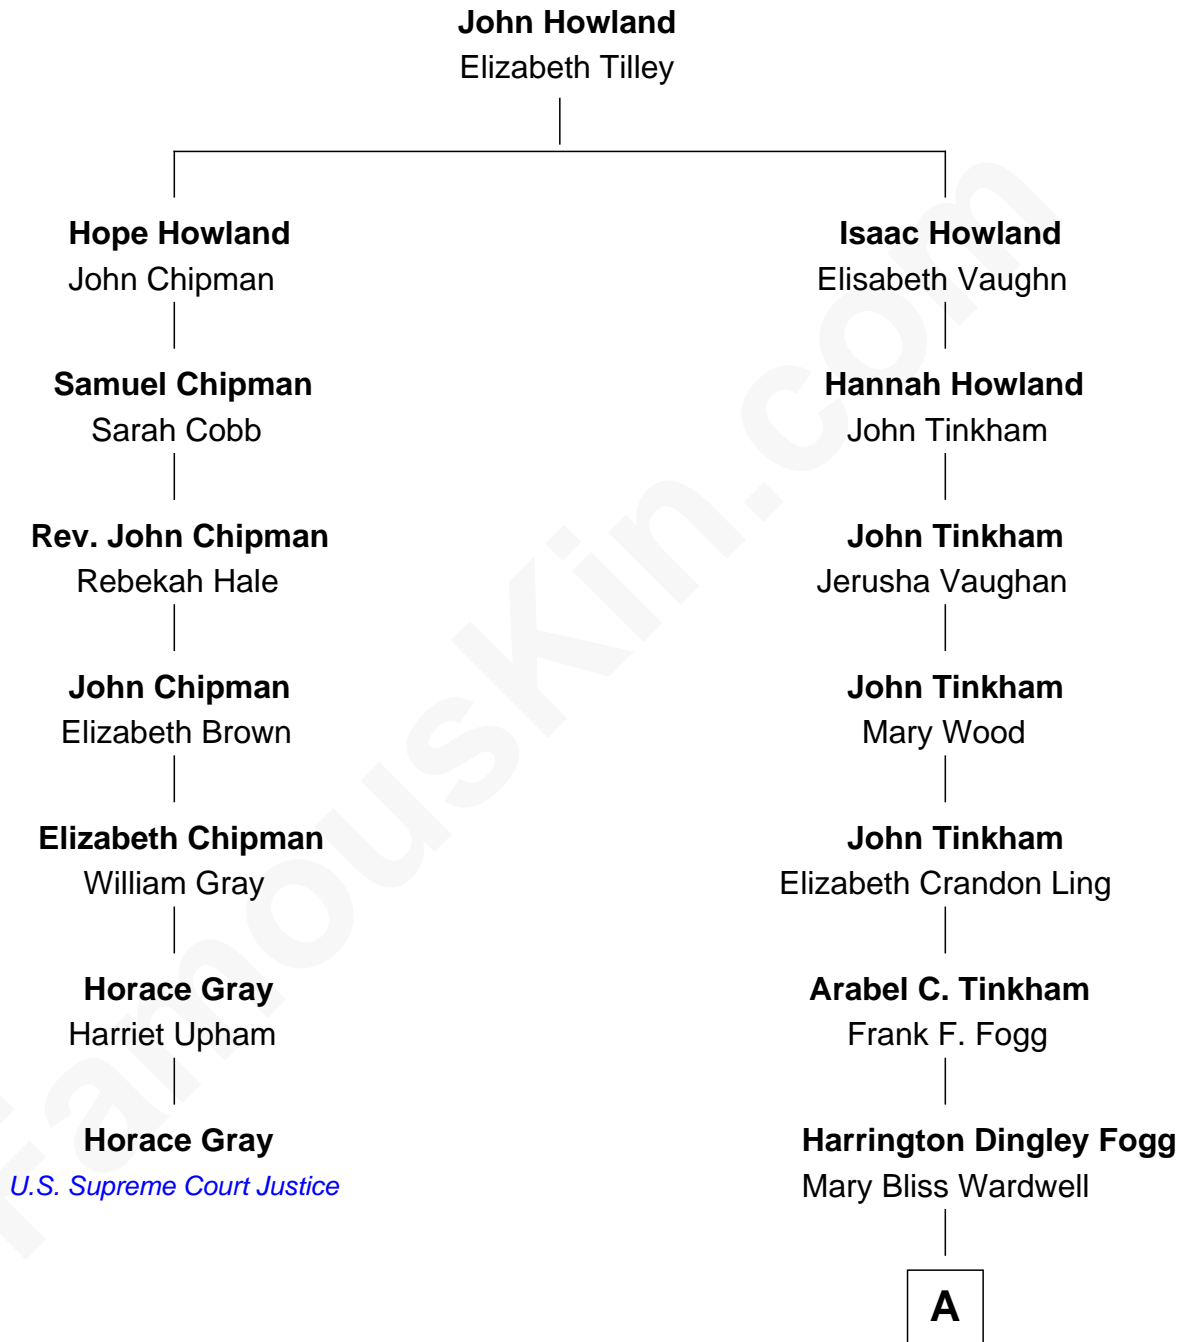 John Howland
Elizabeth Tilley
Hope Howland
John Chipman
Isaac Howland
Elisabeth Vaughn
Samuel Chipman
Sarah Cobb
Hannah Howland
John Tinkham
Rev. John Chipman
Rebekah Hale
John Tinkham
Jerusha Vaughan
John Chipman
Elizabeth Brown
John Tinkham
Mary Wood
Elizabeth Chipman
William Gray
John Tinkham
Elizabeth Crandon Ling
Horace Gray
Harriet Upham
Arabel C. Tinkham
Frank F. Fogg
Horace Gray
U.S. Supreme Court Justice
Harrington Dingley Fogg
Mary Bliss Wardwell
A
FamousKin.com